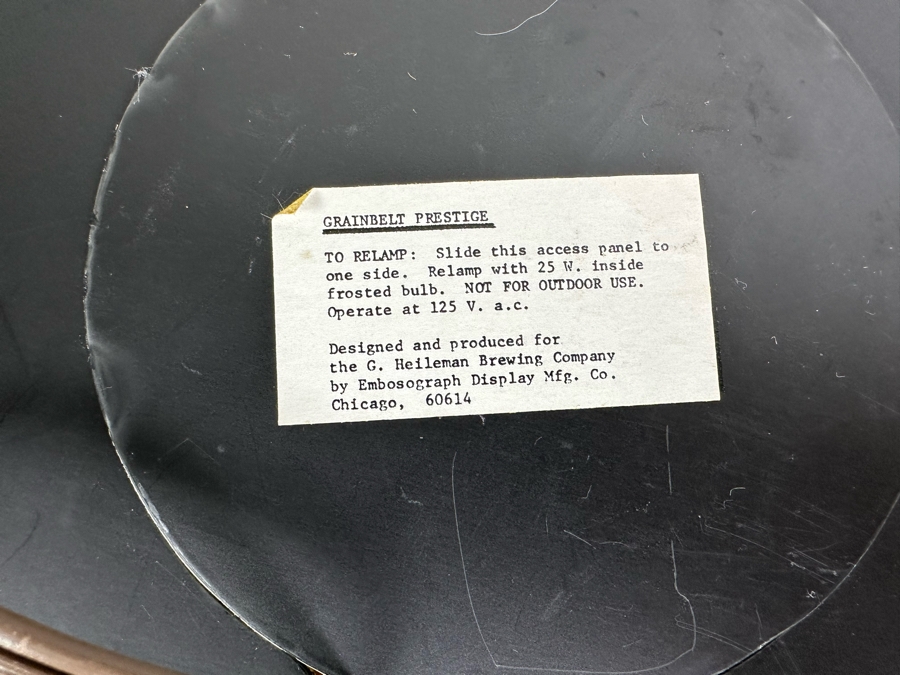 GRAINBELT PRESTIGE
TO RELAMP: Slide this access panel to
one side. Relamp with 25 W. inside
frosted bulb. NOT FOR OUTDOOR USE.
Operate at 125 V. a.c.
Designed and produced for
the G. Heileman Brewing Company
by Embosograph Display Mfg. Co.
Chicago, 60614